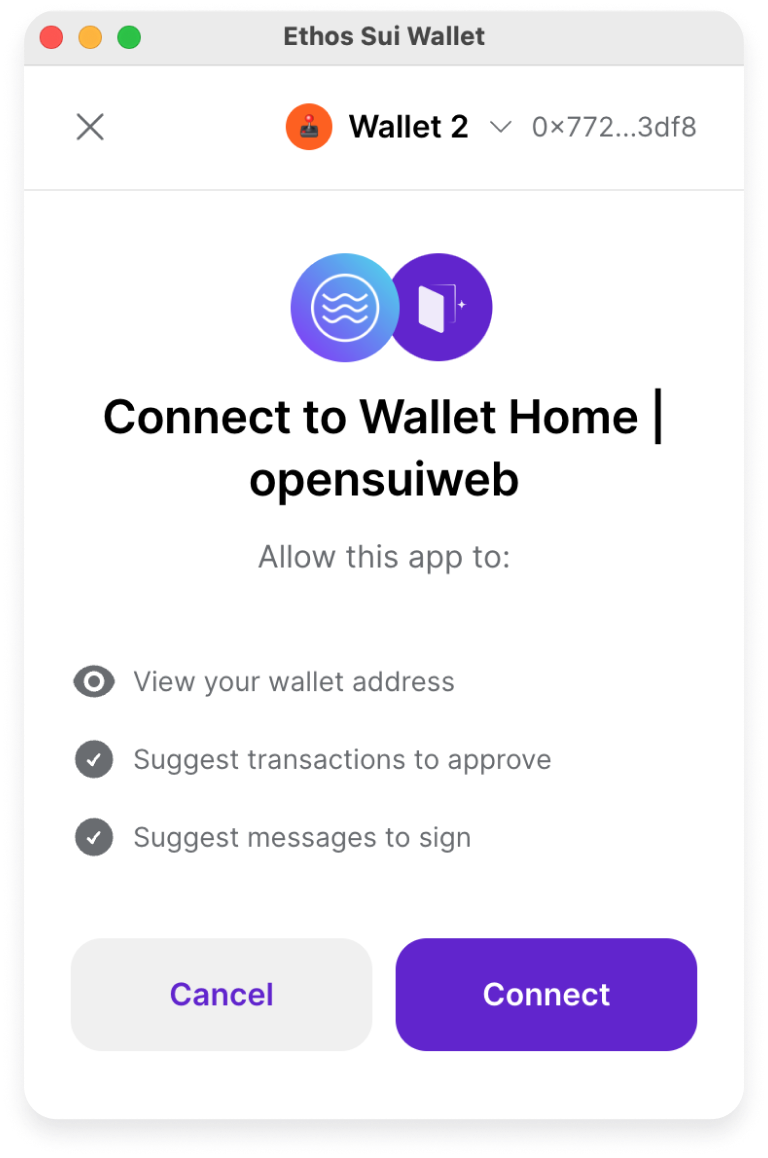 Ethos Sui Wallet
Wallet 2 0×772...3df8
Connect to Wallet Home |
opensuiweb
Allow this app to:
View your wallet address
Suggest transactions to approve
Suggest messages to sign
Cancel Connect